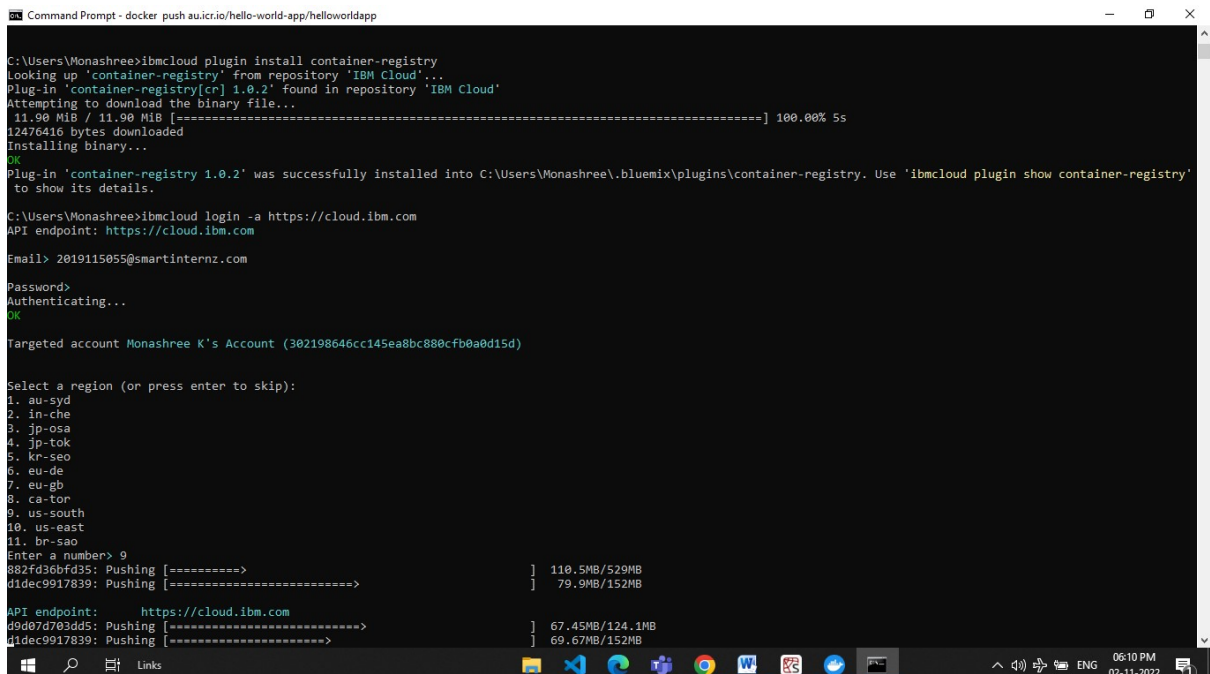 Command Prompt - docker push au.icr.io/hello-world-app/helloworldapp
C:\Users\Monashree>ibmcloud plugin install container-registry
Looking up 'container-registry' from repository 'IBM Cloud'...
Plug-in 'container-registry[cr] 1.0.2' found in repository 'IBM Cloud'
Attempting to download the binary file...
11.90 MiB / 11.90 MiB [===================================================================================] 100.00% 5s
12476416 bytes downloaded
Installing binary...
OK
Plug-in 'container-registry 1.0.2' was successfully installed into C:\Users\Monashree\.bluemix\plugins\container-registry. Use 'ibmcloud plugin show container-registry'
to show its details.
C:\Users\Monashree>ibmcloud login -a https://cloud.ibm.com
API endpoint: https://cloud.ibm.com
Email> 2019115055@smartinternz.com
Password>
Authenticating...
OK
Targeted account Monashree K's Account (302198646cc145ea8bc880cfb0a0d15d)
Select a region (or press enter to skip):
1. au-syd
2. in-che
3. jp-osa
4. jp-tok
5. kr-seo
6. eu-de
7. eu-gb
8. ca-tor
9. us-south
10. us-east
11. br-sao
Enter a number> 9
882fd36bfd35: Pushing [==========> ] 110.5MB/529MB
d1dec9917839: Pushing [==========================> ] 79.9MB/152MB
API endpoint: https://cloud.ibm.com
d9d07d703dd5: Pushing [===========================> ] 67.45MB/124.1MB
d1dec9917839: Pushing [======================> ] 69.67MB/152MB
Links
ENG
06:10 PM
02-11-2022